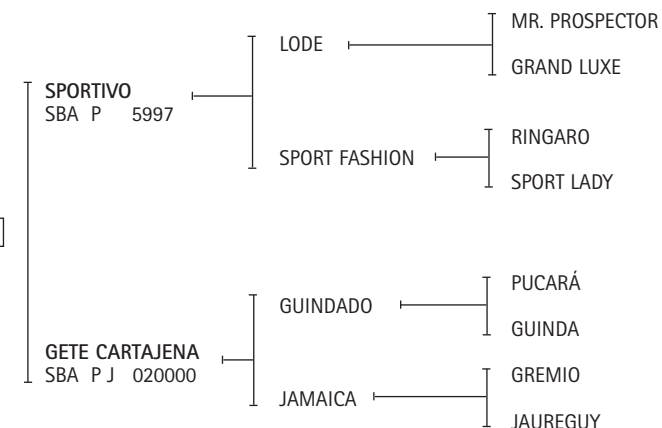 MR. PROSPECTOR
LODE
GRAND LUXE
SPORTIVO
SBA P 5997
RINGARO
SPORT FASHION
SPORT LADY
PUCARÁ
GUINDADO
GUINDA
GETE CARTAJENA
SBA P J 020000
GREMIO
JAMAICA
JAUREGUY